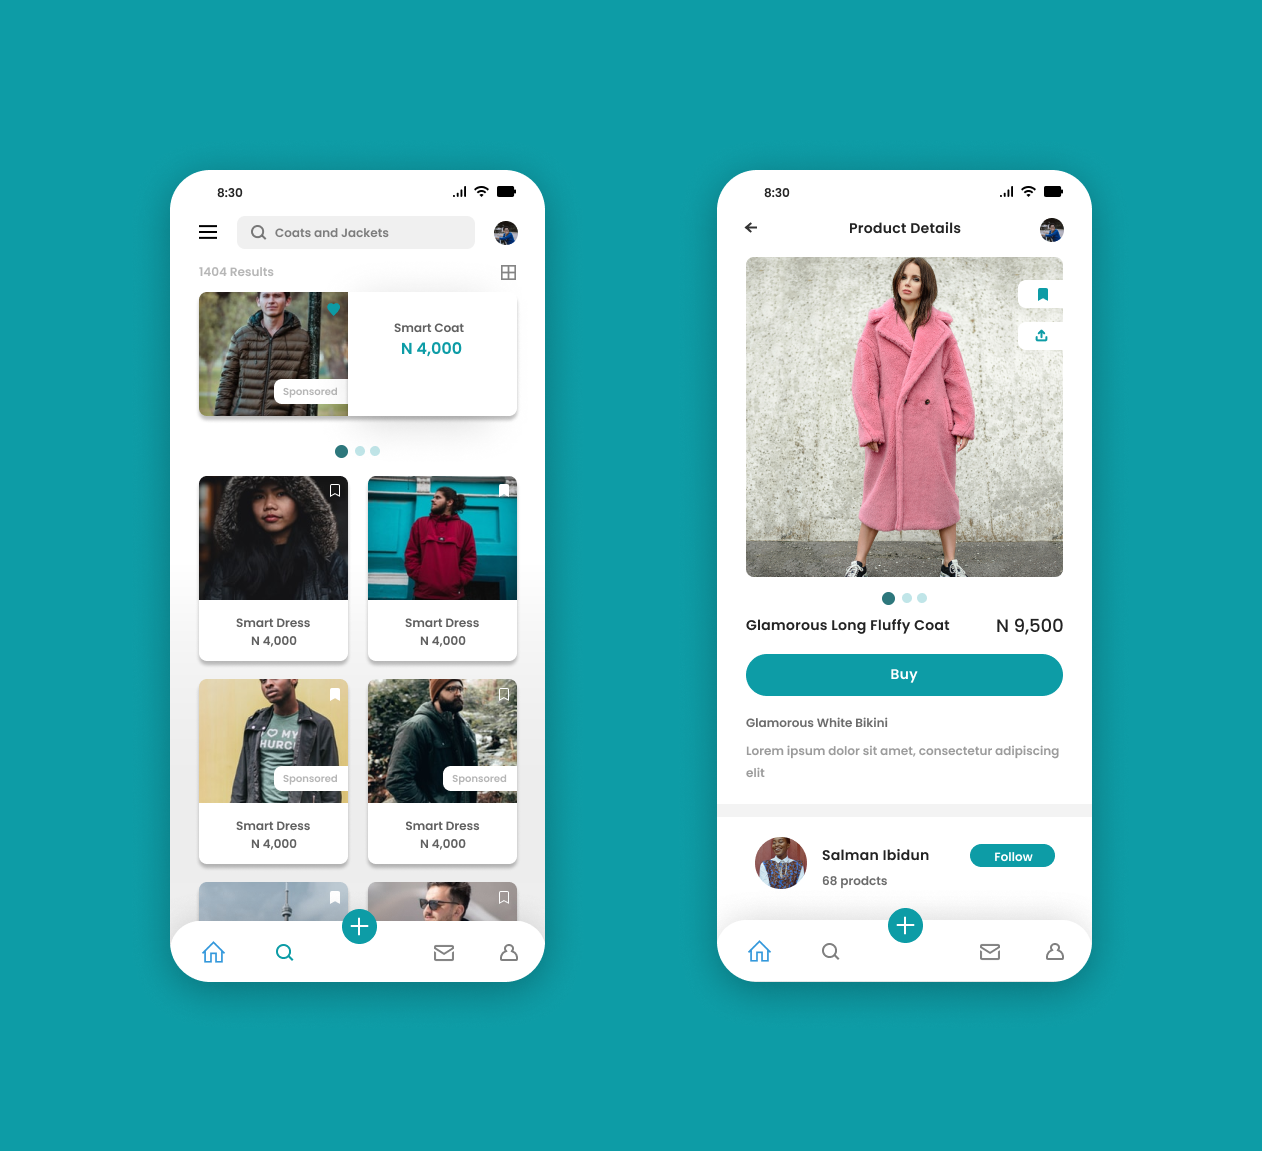 8:30
Coats and Jackets
1404 Results
Smart Coat
N 4,000
Sponsored
Smart Dress
N 4,000
Smart Dress
N 4,000
MY
HURCH
Sponsored
Sponsored
Smart Dress
N 4,000
Smart Dress
N 4,000
8:30
Product Details
Glamorous Long Fluffy Coat
N 9,500
Buy
Glamorous White Bikini
Lorem ipsum dolor sit amet, consectetur adipiscing
elit
Salman Ibidun
Follow
68 prodcts